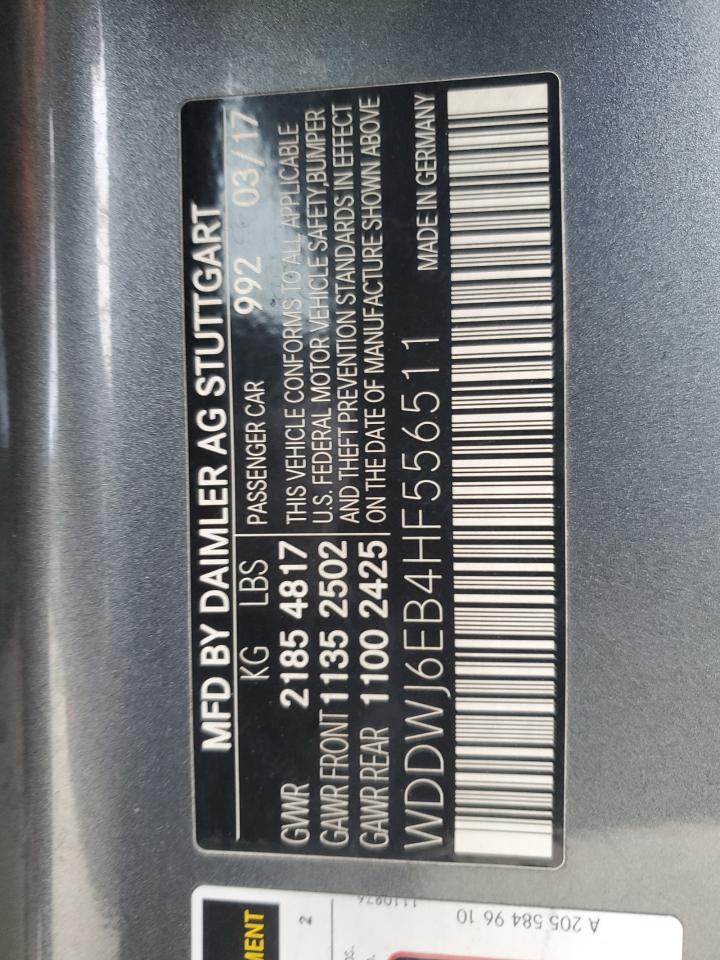 MFD BY DAIMLER AG STUTTGART
KG LBS PASSENGER CAR 992 03/17
GVWR 2185 4817
GAWR FRONT 1135 2502
GAWR REAR 1100 2425
THIS VEHICLE CONFORMS TO ALL APPLICABLE
U.S. FEDERAL MOTOR VEHICLE SAFETY,BUMPER
AND THEFT PREVENTION STANDARDS IN EFFECT
ON THE DATE OF MANUFACTURE SHOWN ABOVE
WDDWJ6EB4HF556511 MADE IN GERMANY
2
A 205 584 96 10